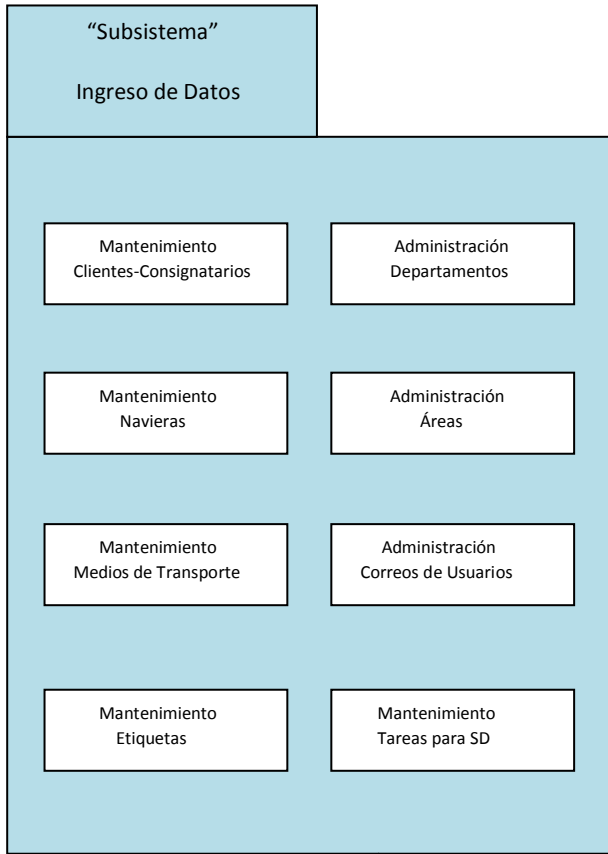 “Subsistema”
Ingreso de Datos
Mantenimiento
Clientes-Consignatarios
Administración
Departamentos
Mantenimiento
Navieras
Administración
Áreas
Mantenimiento
Medios de Transporte
Administración
Correos de Usuarios
Mantenimiento
Etiquetas
Mantenimiento
Tareas para SD